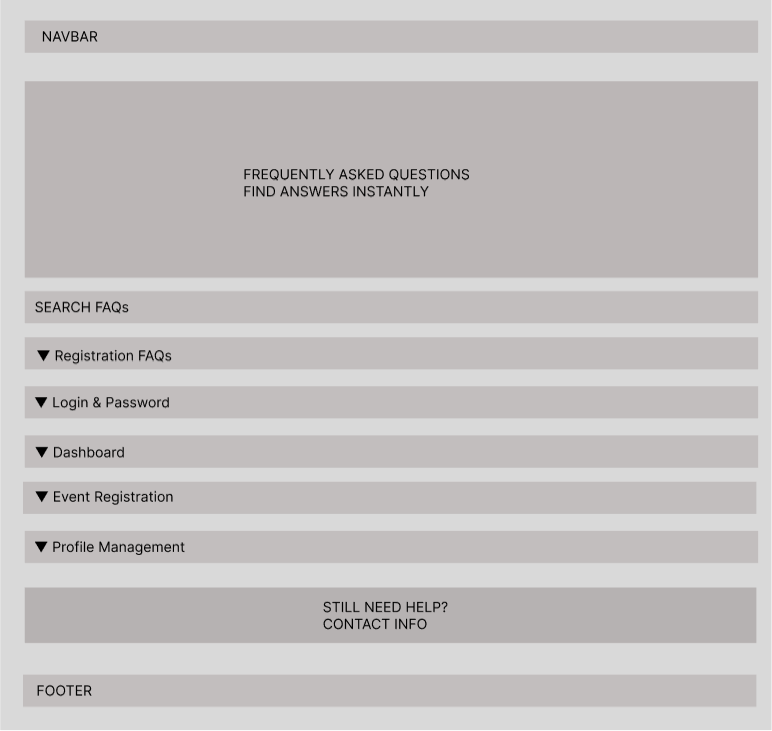 NAVBAR
FREQUENTLY ASKED QUESTIONS
FIND ANSWERS INSTANTLY
SEARCH FAQs
▼ Registration FAQs
▼ Login & Password
▼ Dashboard
▼ Event Registration
▼ Profile Management
STILL NEED HELP?
CONTACT INFO
FOOTER